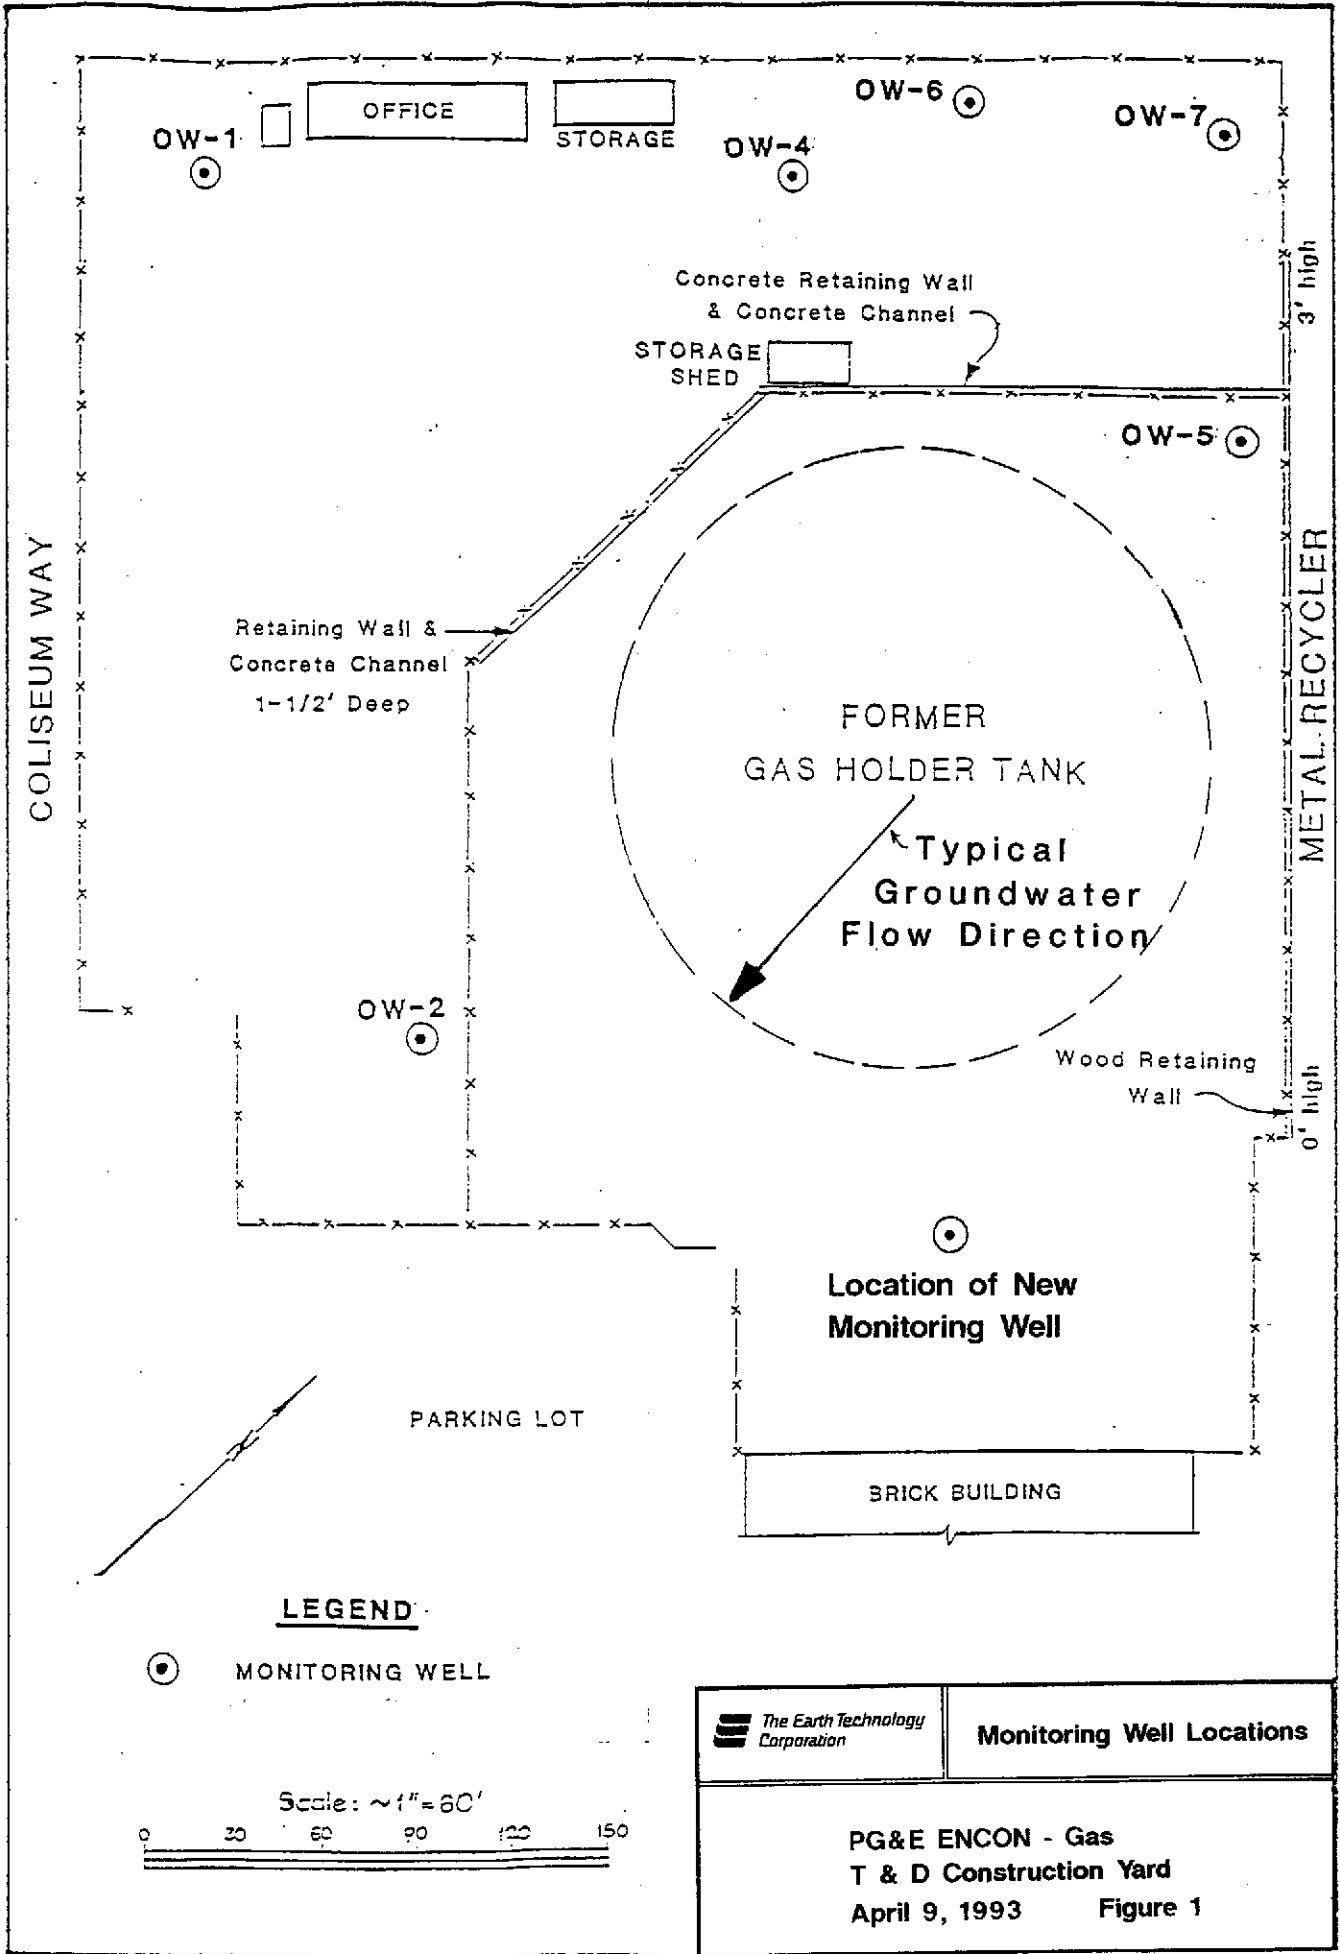 OFFICE
STORAGE
OW-1
OW-4
OW-6
OW-7
3' high
Concrete Retaining Wall
& Concrete Channel
STORAGE
SHED
OW-5
COLISEUM WAY
METAL RECYCLER
Retaining Wall &
Concrete Channel
1-1/2' Deep
FORMER
GAS HOLDER TANK
Typical
Groundwater
Flow Direction
OW-2
Wood Retaining
Wall
0' high
Location of New
Monitoring Well
PARKING LOT
N
BRICK BUILDING
LEGEND
MONITORING WELL
Scale: ~1"=60'
0 30 60 90 120 150
The Earth Technology
Corporation
Monitoring Well Locations
PG&E ENCON - Gas
T & D Construction Yard
April 9, 1993 Figure 1